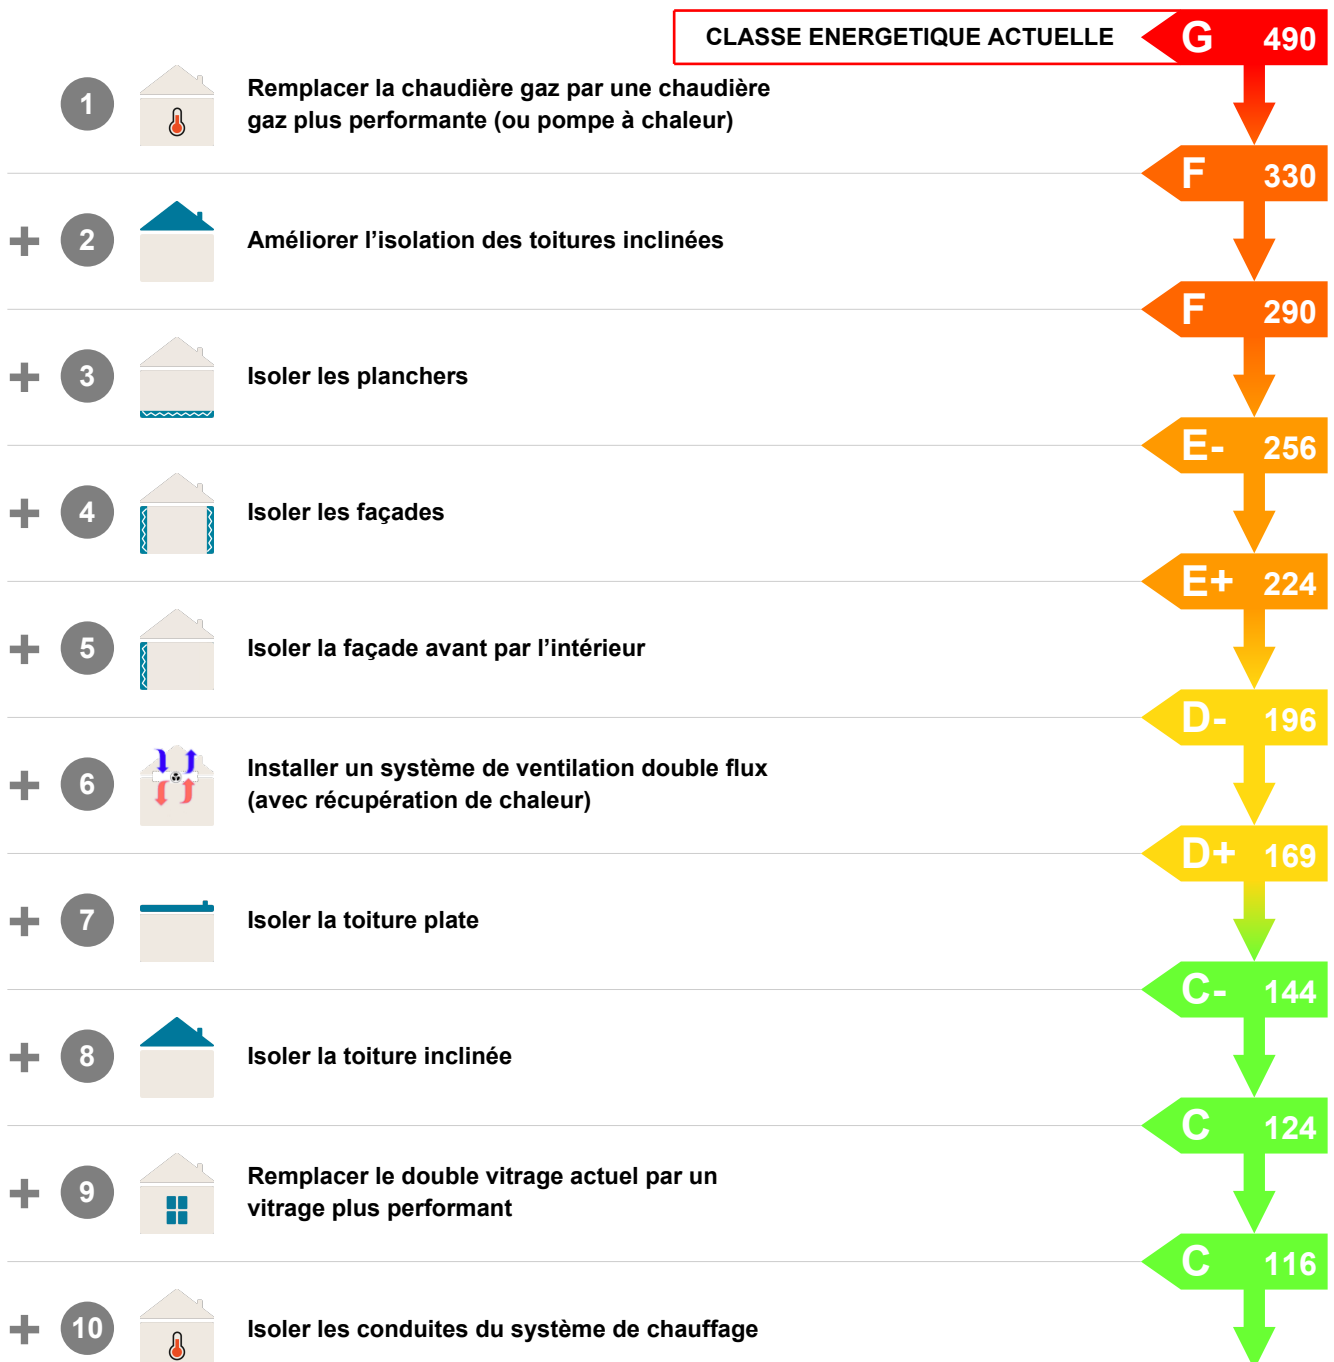 CLASSE ENERGETIQUE ACTUELLE G 490
1 Remplacer la chaudière gaz par une chaudière
gaz plus performante (ou pompe à chaleur)
F 330
+ 2 Améliorer l’isolation des toitures inclinées
F 290
+ 3 Isoler les planchers
E- 256
+ 4 Isoler les façades
E+ 224
+ 5 Isoler la façade avant par l’intérieur
D- 196
+ 6 Installer un système de ventilation double flux
(avec récupération de chaleur)
D+ 169
+ 7 Isoler la toiture plate
C- 144
+ 8 Isoler la toiture inclinée
C 124
+ 9 Remplacer le double vitrage actuel par un
vitrage plus performant
C 116
+ 10 Isoler les conduites du système de chauffage